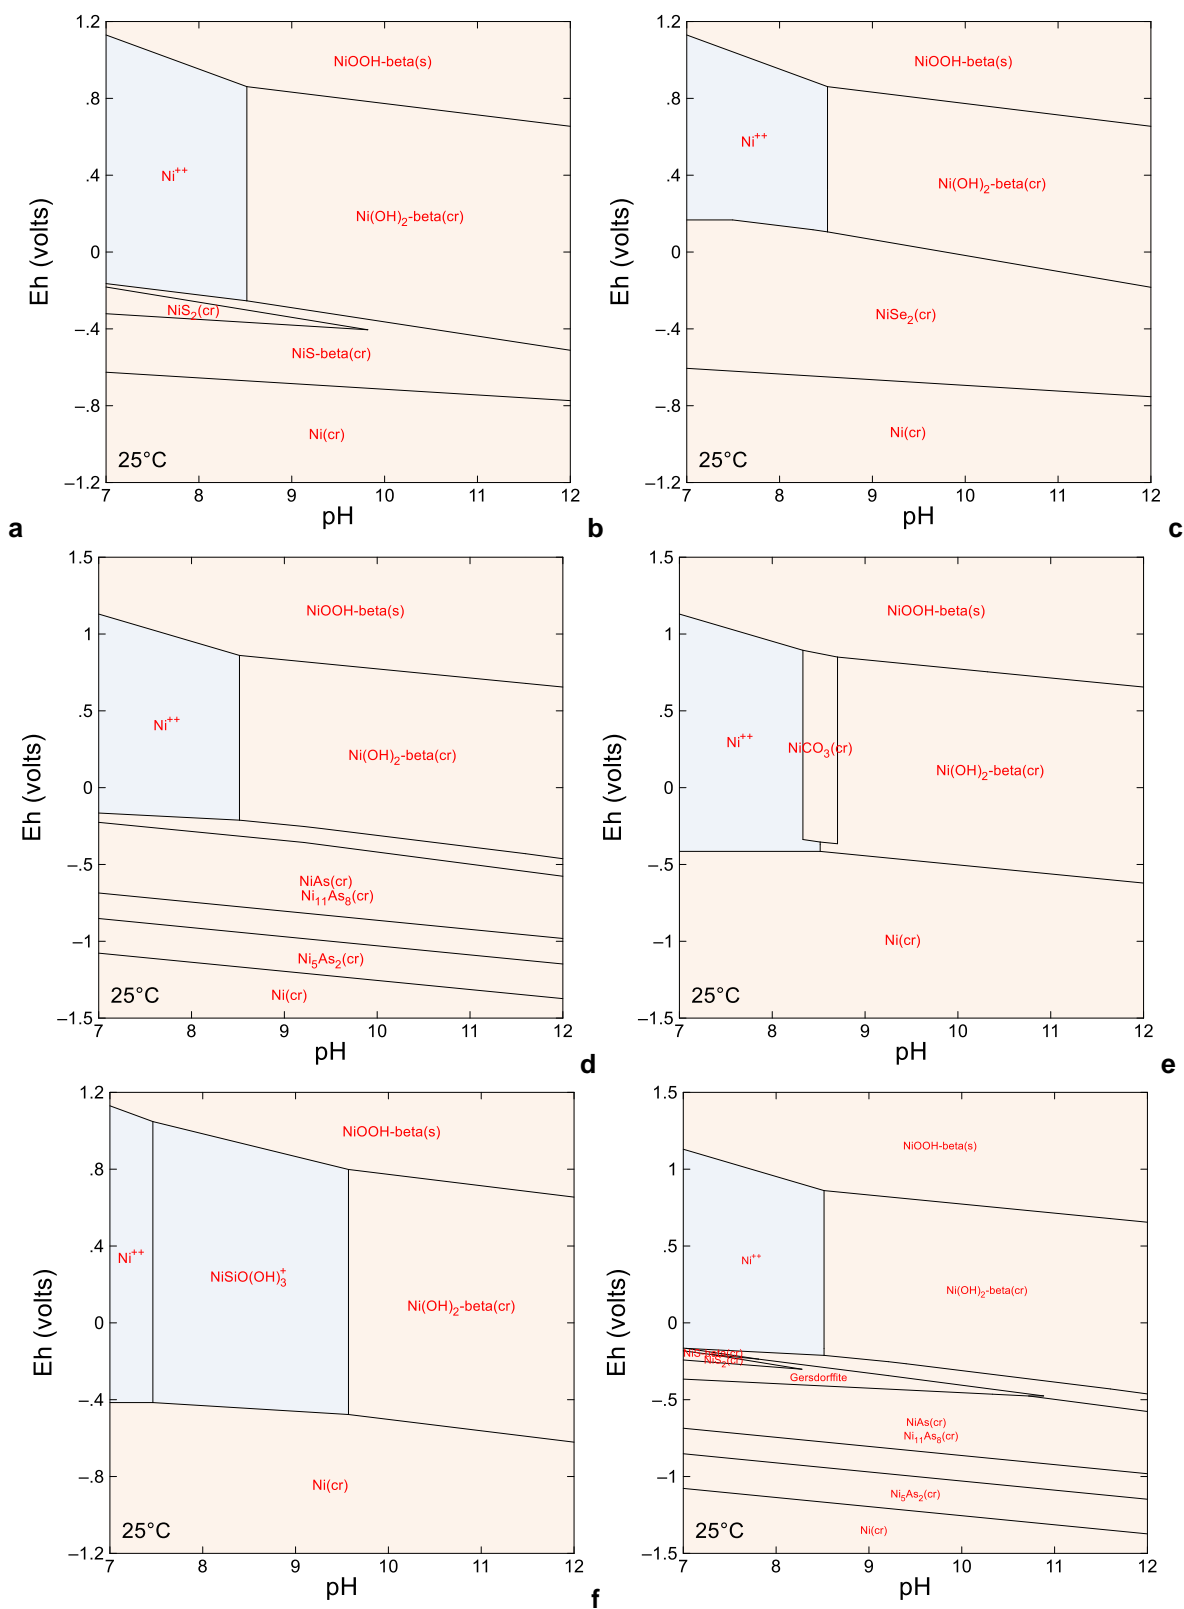 1.2
.8
.4
0
–.4
–.8
–1.2
Eh (volts)
NiOOH-beta(s)
Ni++
Ni(OH)2-beta(cr)
NiS2(cr)
NiS-beta(cr)
Ni(cr)
25°C
7 8 9 10 11 12
pH
a
1.2
.8
.4
0
–.4
–.8
–1.2
Eh (volts)
NiOOH-beta(s)
Ni++
Ni(OH)2-beta(cr)
NiSe2(cr)
Ni(cr)
25°C
7 8 9 10 11 12
pH
b
c
1.5
1
.5
0
–.5
–1
–1.5
Eh (volts)
NiOOH-beta(s)
Ni++
Ni(OH)2-beta(cr)
NiAs(cr)
Ni11As8(cr)
Ni5As2(cr)
Ni(cr)
25°C
7 8 9 10 11 12
pH
1.5
1
.5
0
–.5
–1
–1.5
Eh (volts)
NiOOH-beta(s)
Ni++
NiCO3(cr)
Ni(OH)2-beta(cr)
Ni(cr)
25°C
7 8 9 10 11 12
pH
d
e
1.2
.8
.4
0
–.4
–.8
–1.2
Eh (volts)
NiOOH-beta(s)
Ni++
NiSiO(OH)3+
Ni(OH)2-beta(cr)
Ni(cr)
25°C
7 8 9 10 11 12
pH
1.5
1
.5
0
–.5
–1
–1.5
Eh (volts)
NiOOH-beta(s)
Ni++
Ni(OH)2-beta(cr)
NiS2(cr)
Gersdorffite
NiAs(cr)
Ni11As8(cr)
Ni5As2(cr)
Ni(cr)
25°C
7 8 9 10 11 12
pH
f